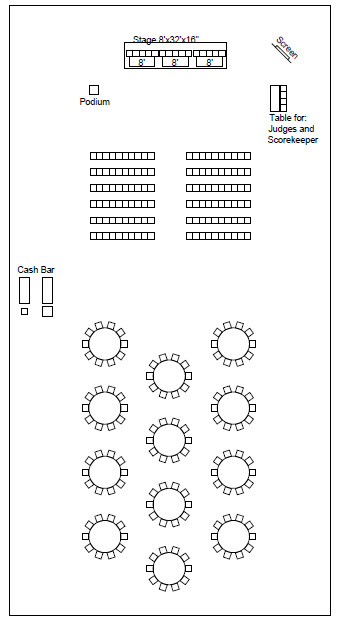 Stage 8'x32'x16"
8'
8'
8'
Screen
Podium
Table for:
Judges and
Scorekeeper
Cash Bar